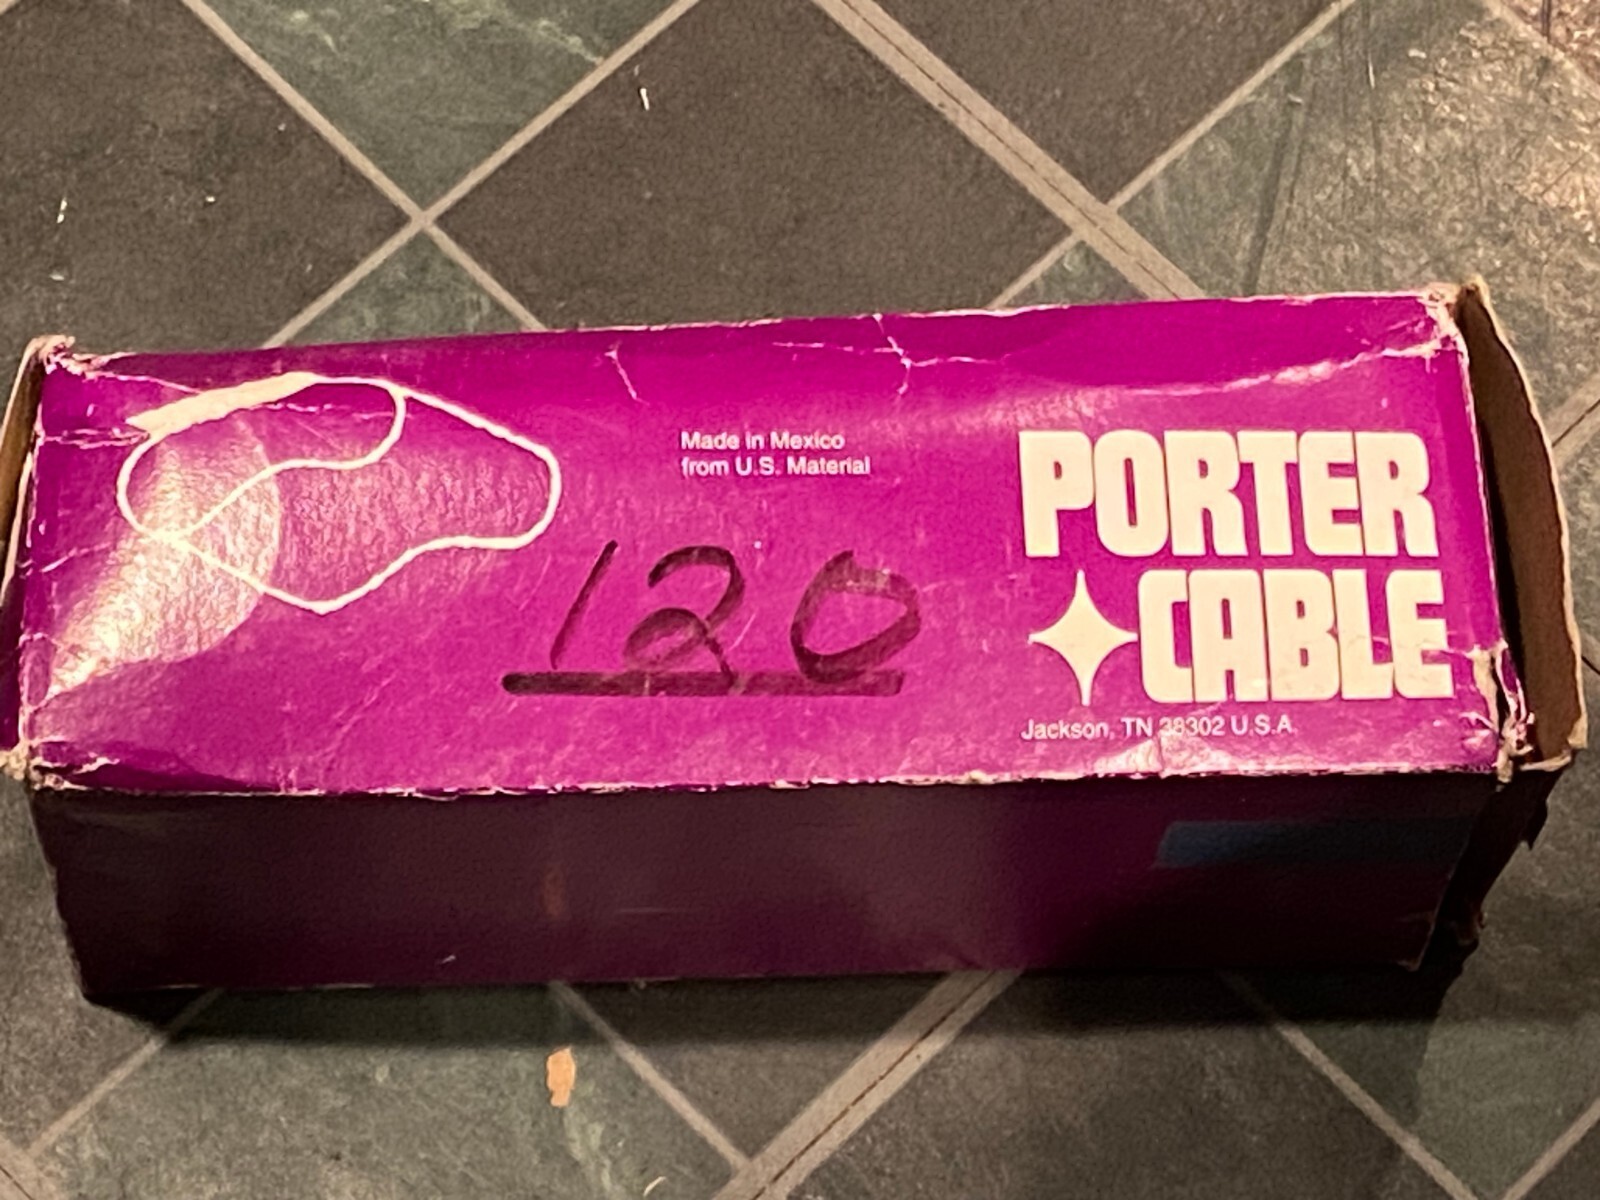 Made in Mexico
from U.S. Material
120
PORTER
CABLE
Jackson, TN 38302 U.S.A.